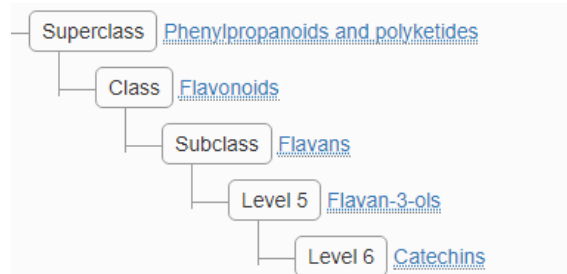 Superclass Phenylpropanoids and polyketides
Class Flavonoids
Subclass Flavans
Level 5 Flavan-3-ols
Level 6 Catechins